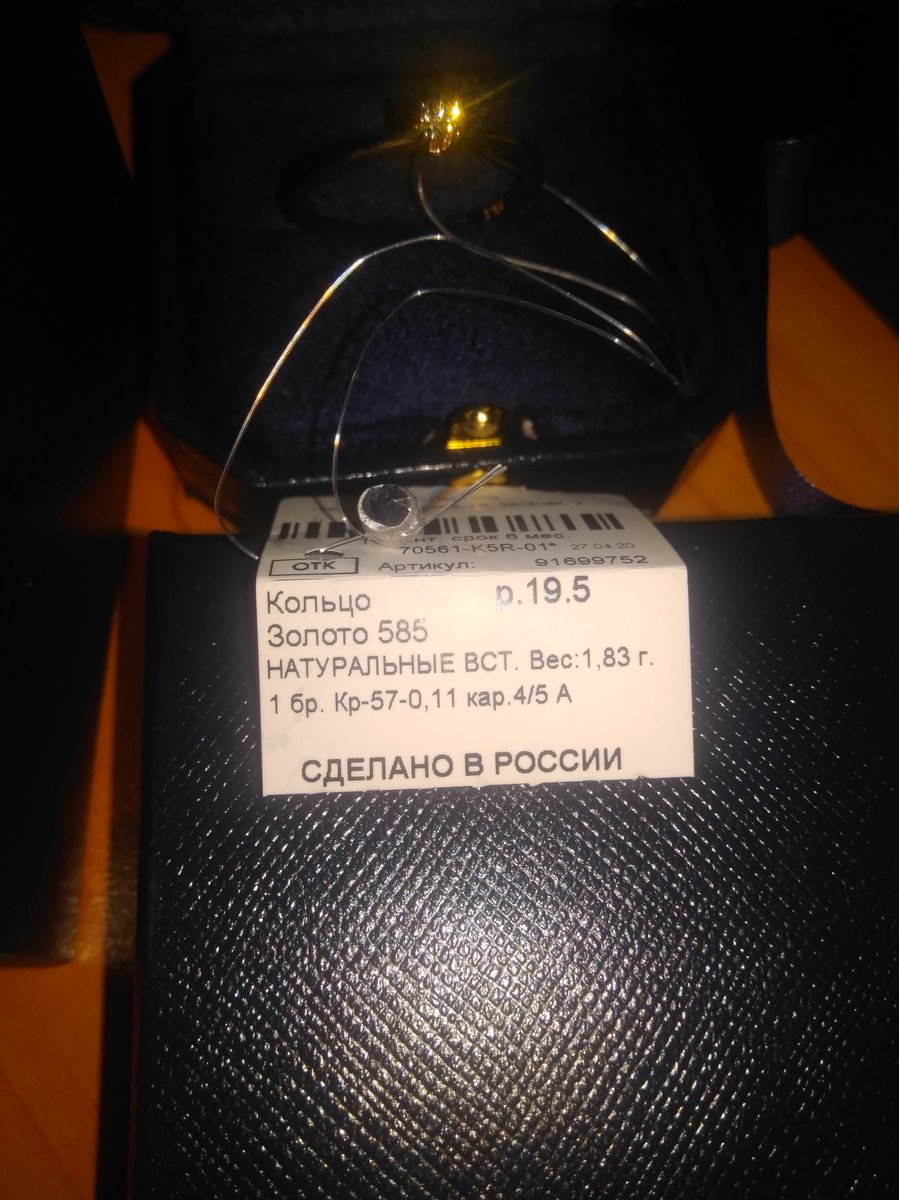 срок 6 мес.
70561-К5R-01* 27 04 20
ОТК Артикул: 91699752
Кольцо р.19.5
Золото 585
НАТУРАЛЬНЫЕ ВСТ. Вес:1,83 г.
1 бр. Кр-57-0,11 кар.4/5 А
СДЕЛАНО В РОССИИ